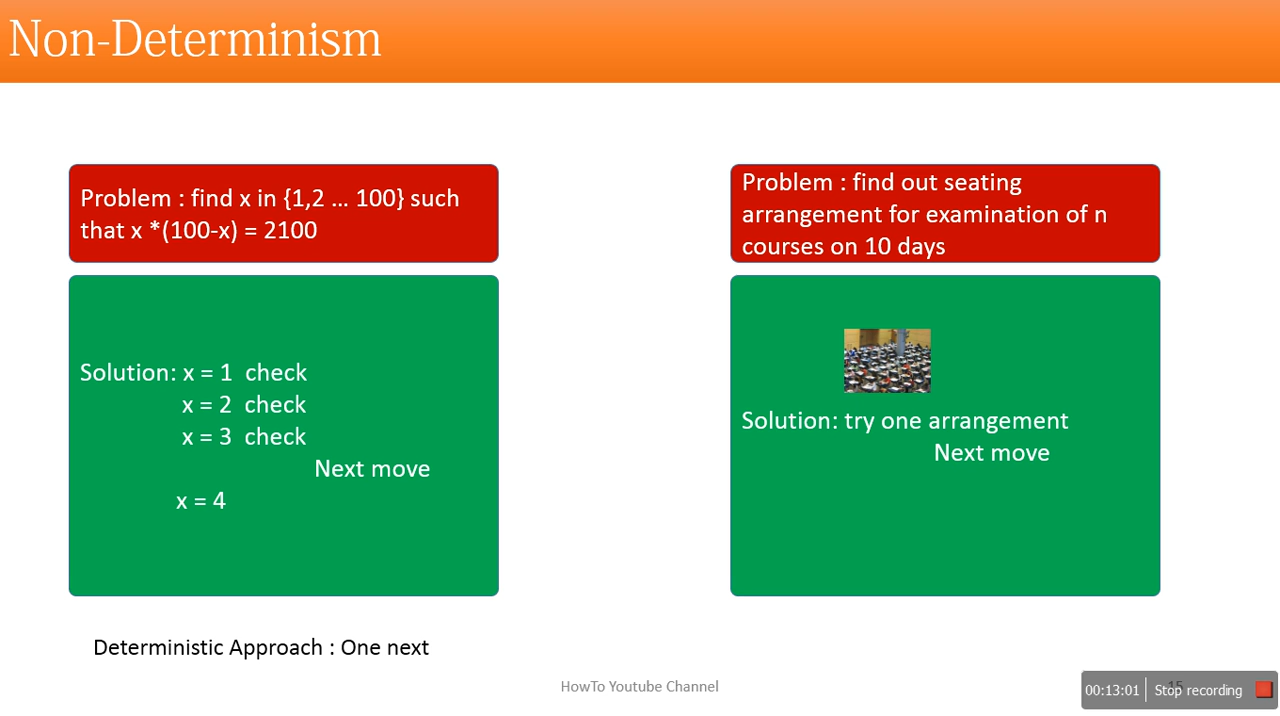 Non-Determinism
Problem : find x in {1,2 ... 100} such
that x *(100-x) = 2100
Solution: x = 1 check
x = 2 check
x = 3 check
Next move
x = 4
Deterministic Approach : One next
Problem : find out seating
arrangement for examination of n
courses on 10 days
Solution: try one arrangement
Next move
HowTo Youtube Channel
15
00:13:01 Stop recording